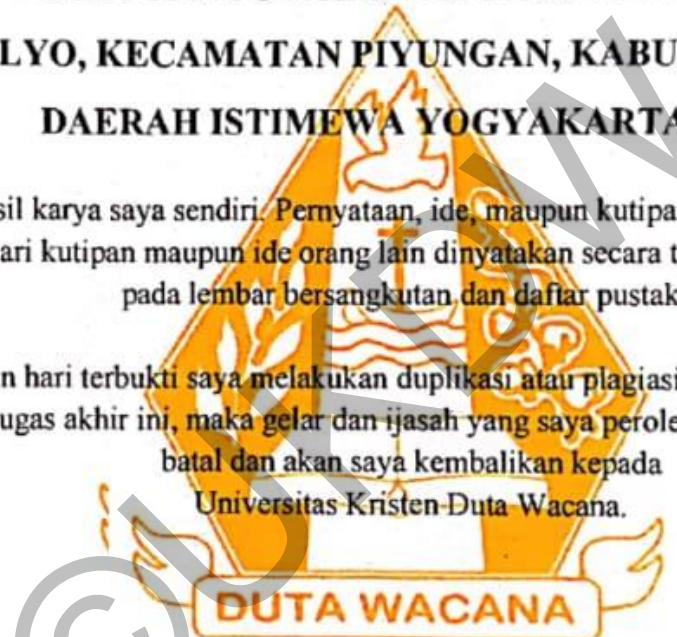 LYO, KECAMATAN PIYUNGAN, KABU
DAERAH ISTIMEWA YOGYAKARTA
sil karya saya sendiri. Pernyataan, ide, maupun kutipa
ari kutipan maupun ide orang lain dinyatakan secara t
pada lembar bersangkutan dan daftar pustak
n hari terbukti saya melakukan duplikasi atau plagiasi
ugas akhir ini, maka gelar dan ijasah yang saya perole
batal dan akan saya kembalikan kepada
Universitas Kristen Duta Wacana.
DUTA WACANA
©UKDW